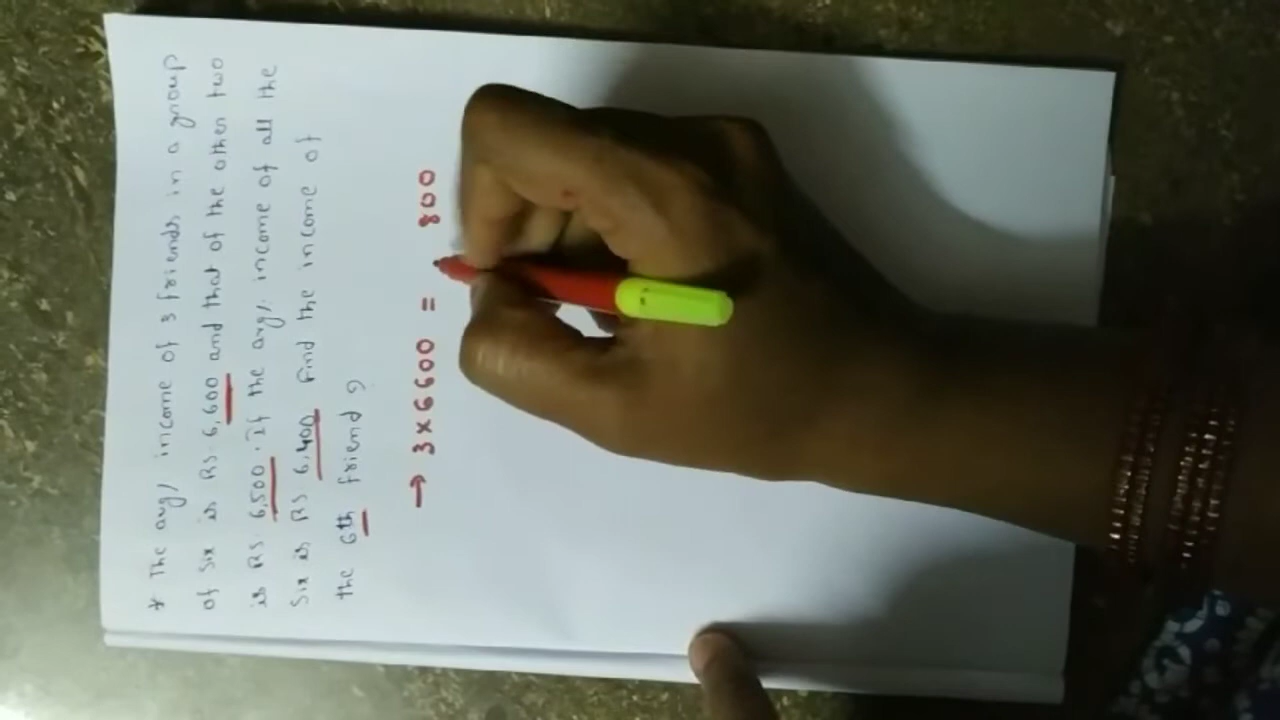 * The avg/ income of 3 friends in a group
of six is RS. 6,600 and that of the other two
is RS. 6,500. If the avg/. income of all the
six is RS 6,400 Find the income of
the 6th friend ?
→ 3×6600 = 800